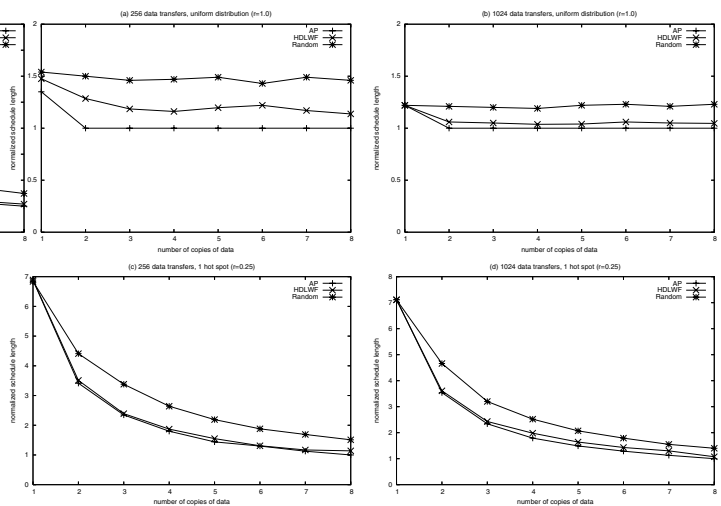 (a) 256 data transfers, uniform distribution (r=1.0)
AP
HDLWF
Random
normalized schedule length
2
1.5
1
0.5
0
1 2 3 4 5 6 7 8
number of copies of data
8
(b) 1024 data transfers, uniform distribution (r=1.0)
AP
HDLWF
Random
normalized schedule length
2
1.5
1
0.5
0
1 2 3 4 5 6 7 8
number of copies of data
(c) 256 data transfers, 1 hot spot (r=0.25)
AP
HDLWF
Random
normalized schedule length
7
6
5
4
3
2
1
0
1 2 3 4 5 6 7 8
number of copies of data
(d) 1024 data transfers, 1 hot spot (r=0.25)
AP
HDLWF
Random
normalized schedule length
8
7
6
5
4
3
2
1
0
1 2 3 4 5 6 7 8
number of copies of data